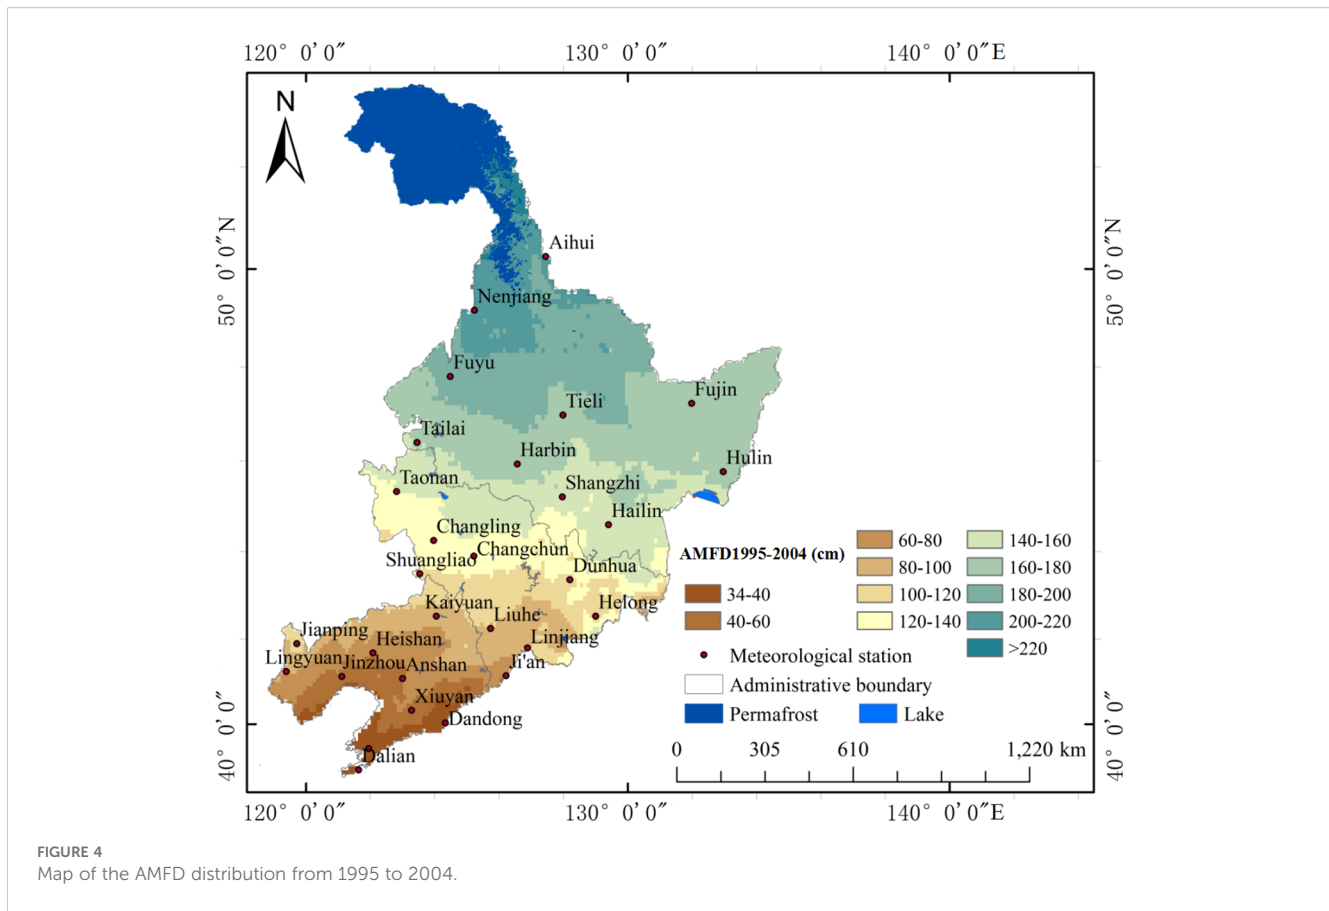 120° 0′ 0″
130° 0′ 0″
140° 0′ 0″E
N
50° 0′ 0″N
50° 0′ 0″N
Aihui
Nenjiang
Fuyu
Fujin
Tieli
Tailai
Harbin
Hulin
Taonan
Shangzhi
Hailin
Changling
Changchun
Shuangliao
Dunhua
Kaiyuan
Liuhe
Helong
Jianping
Heishan
Linjiang
Lingyuan
Jinzhou
Anshan
Ji'an
Xiuyan
Dandong
Dalian
AMFD1995-2004 (cm)
34-40
40-60
60-80
80-100
100-120
120-140
140-160
160-180
180-200
200-220
>220
Meteorological station
Administrative boundary
Permafrost
Lake
0 305 610 1,220 km
40° 0′ 0″
40° 0′ 0″
120° 0′ 0″
130° 0′ 0″
140° 0′ 0″E
FIGURE 4
Map of the AMFD distribution from 1995 to 2004.